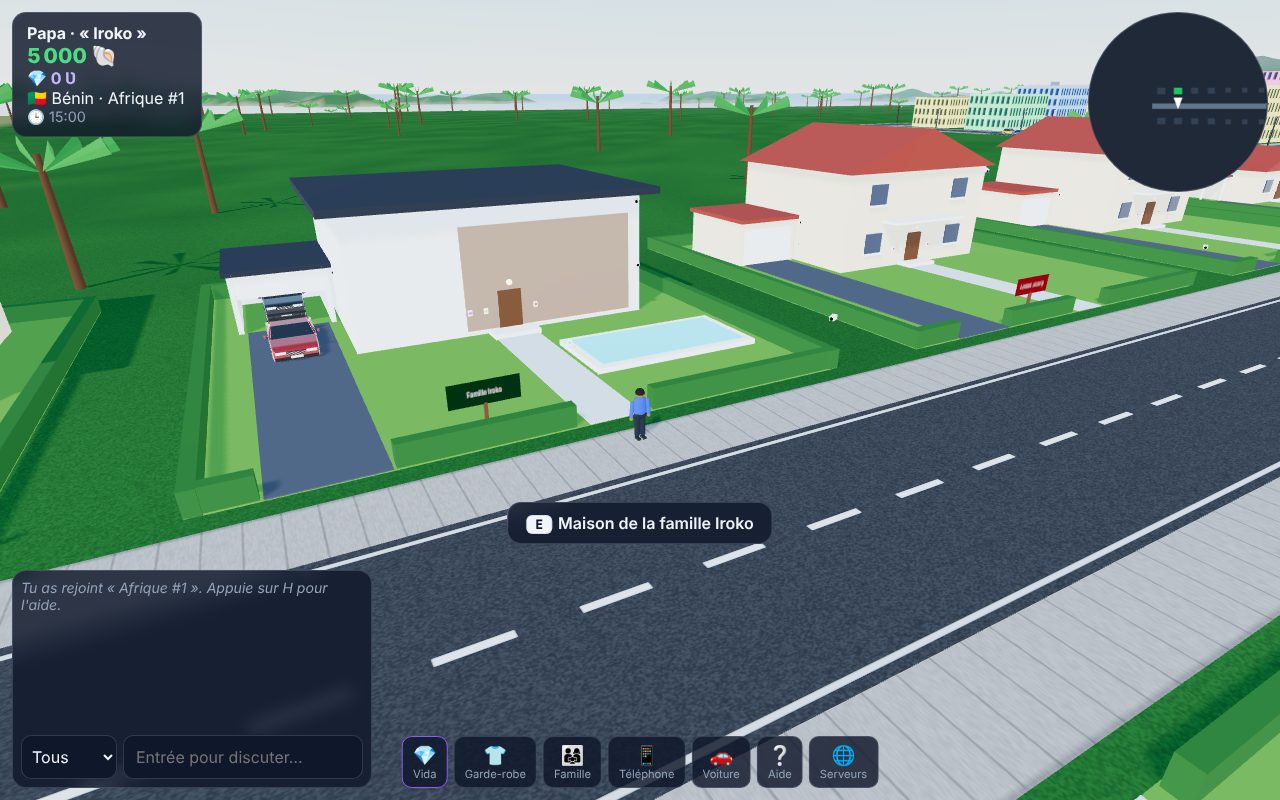 Papa · « Iroko »
5 000
0 Ʋ
Bénin · Afrique #1
15:00
Famille Iroko
E Maison de la famille Iroko
Tu as rejoint « Afrique #1 ». Appuie sur H pour
l'aide.
Tous
Entrée pour discuter...
Vida
Garde-robe
Famille
Téléphone
Voiture
Aide
Serveurs